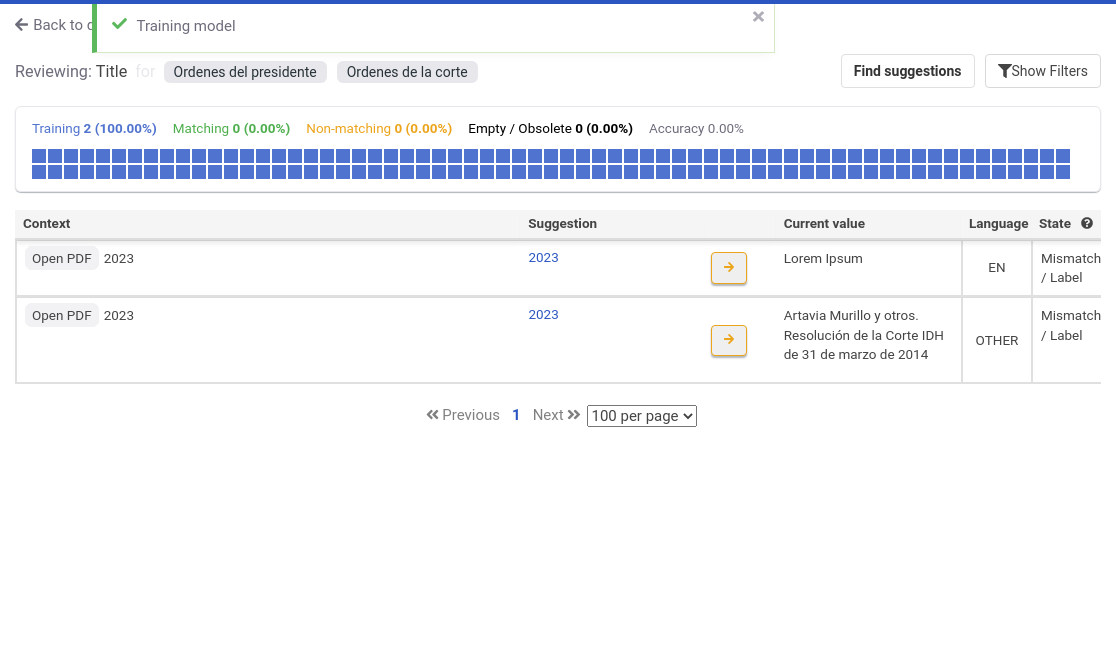 Back to
Training model
Reviewing: Title for Ordenes del presidente Ordenes de la corte
Find suggestions
Show Filters
Training 2 (100.00%) Matching 0 (0.00%) Non-matching 0 (0.00%) Empty / Obsolete 0 (0.00%) Accuracy 0.00%
Context Suggestion Current value Language State
Open PDF 2023 2023 Lorem Ipsum EN Mismatch
/ Label
Open PDF 2023 2023 Artavia Murillo y otros. OTHER Mismatch
Resolución de la Corte IDH / Label
de 31 de marzo de 2014
Previous 1 Next 100 per page